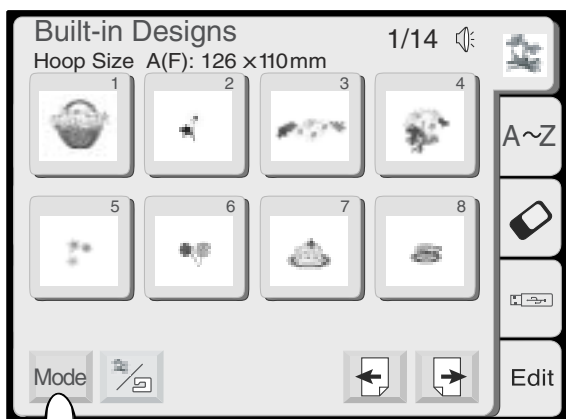 Built-in Designs 1/14
Hoop Size A(F): 126 ×110mm
1 2 3 4
A~Z
5 6 7 8
Mode Edit